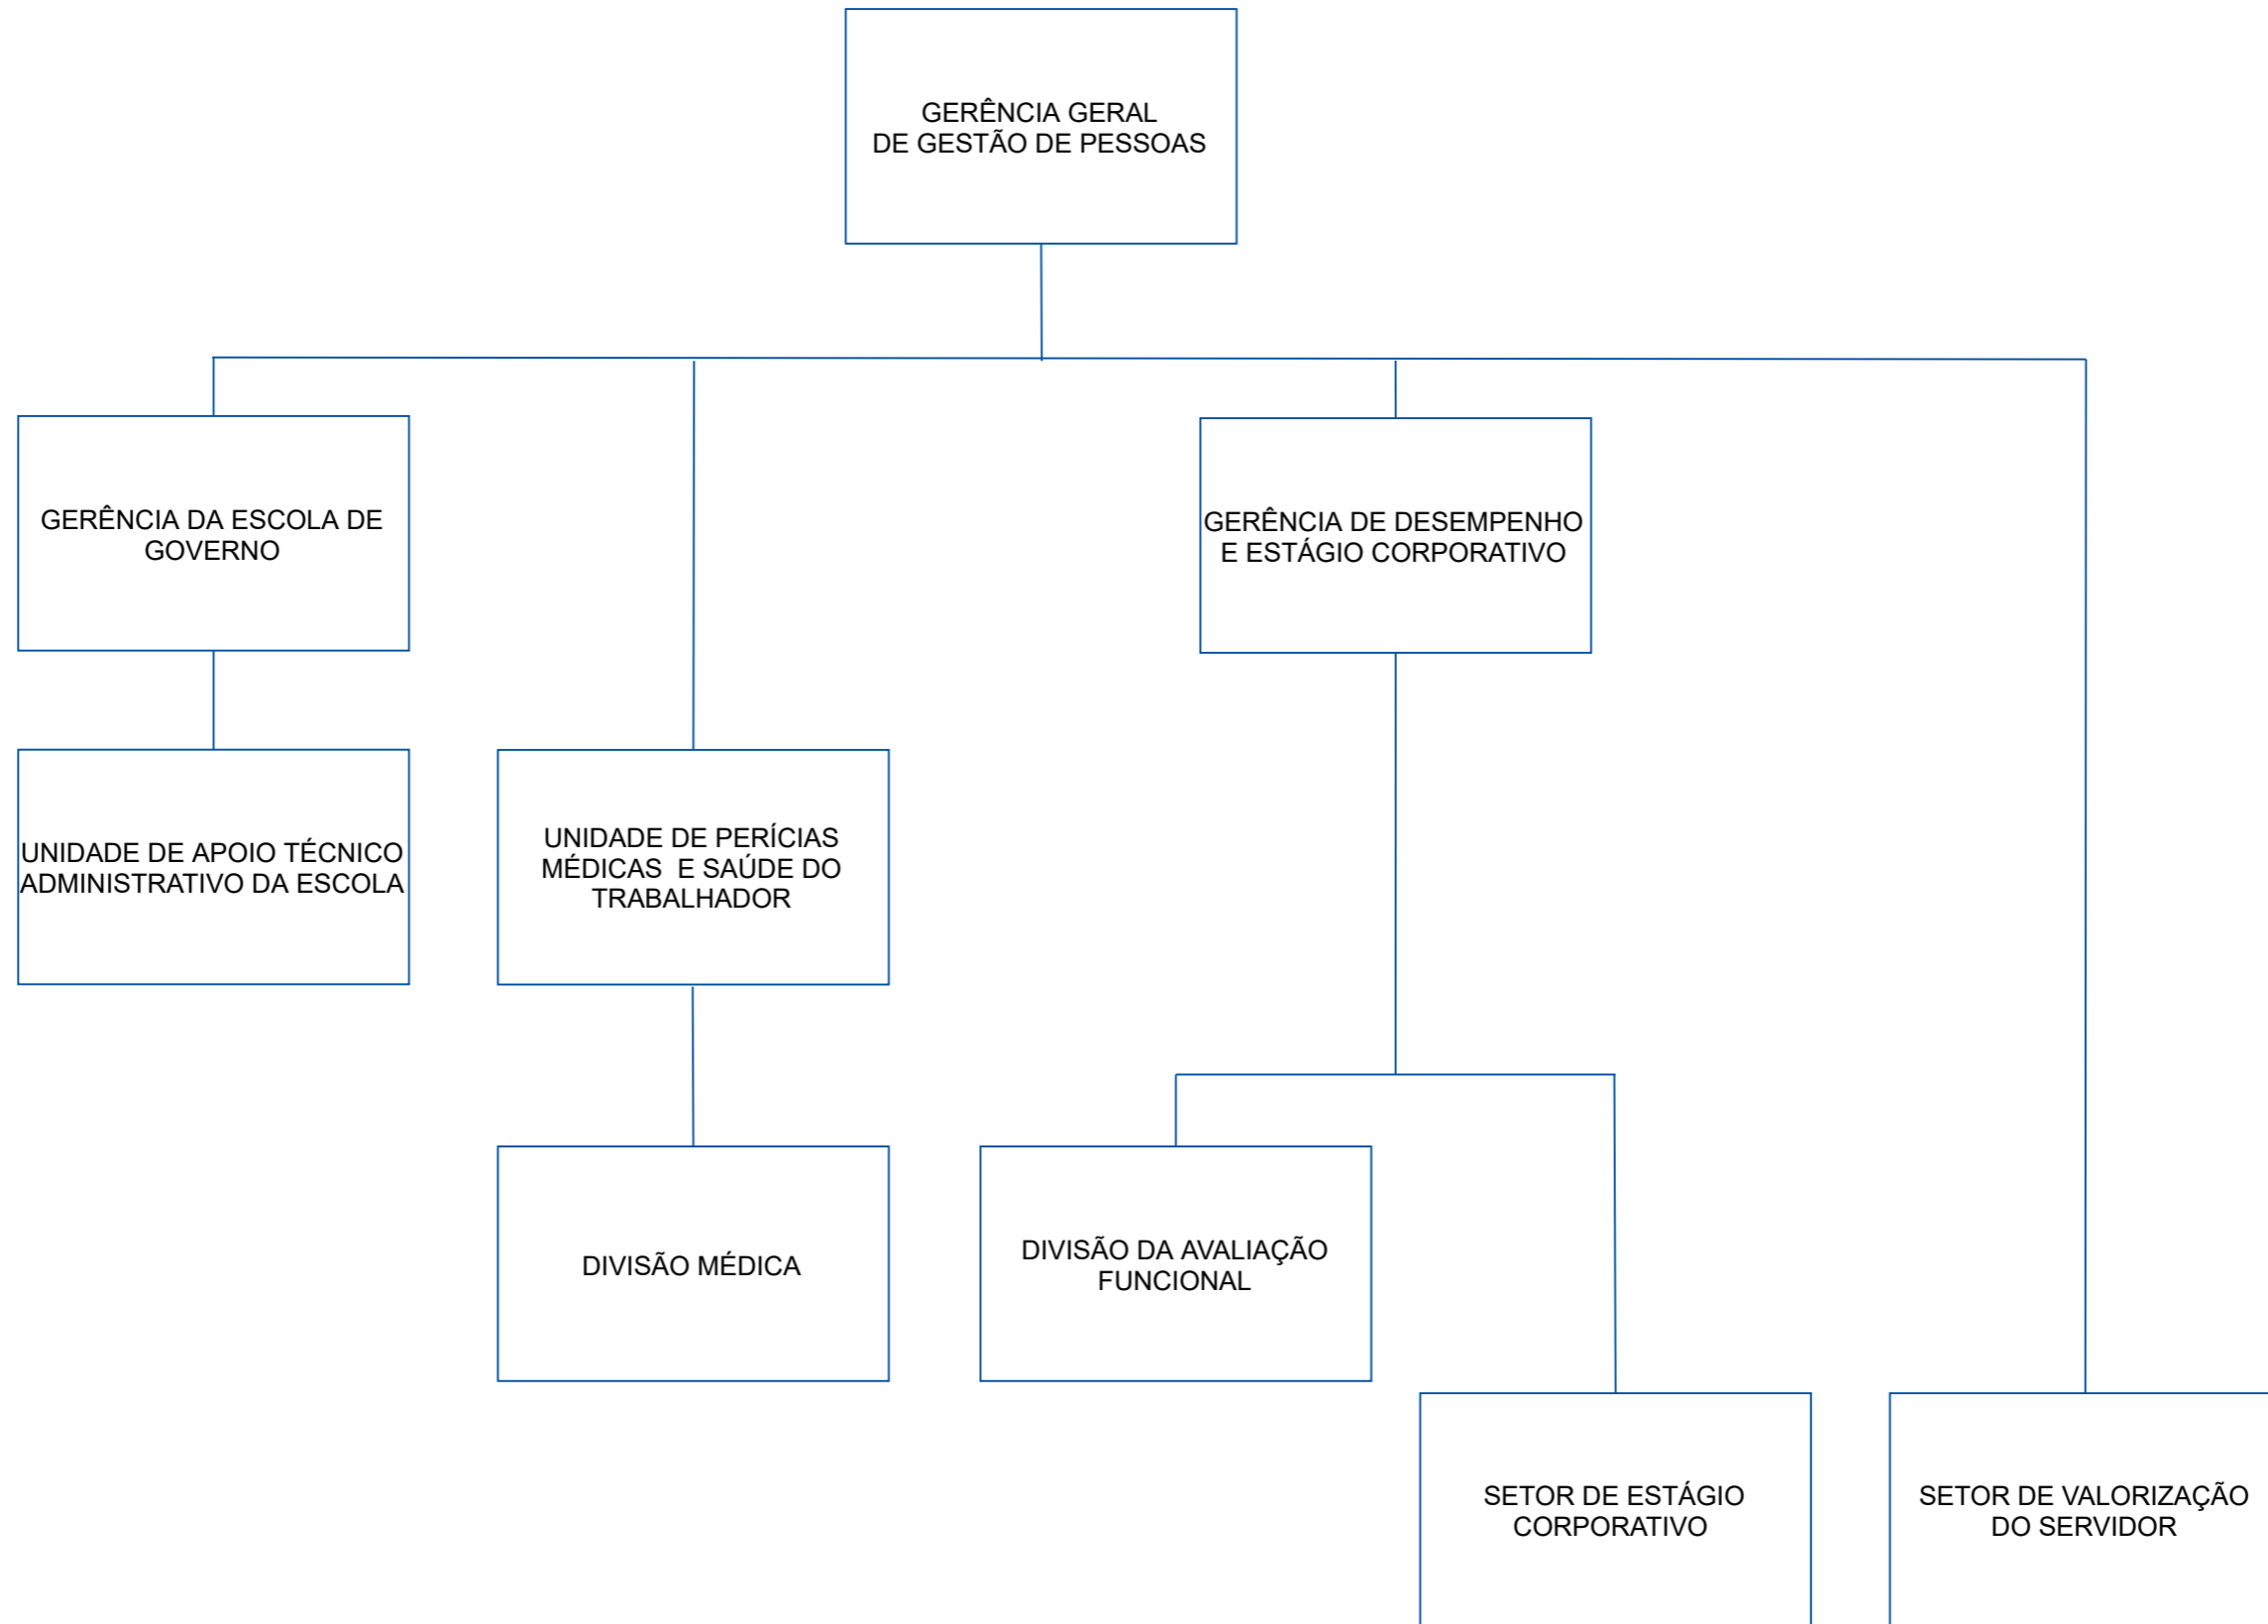 GERÊNCIA GERAL
DE GESTÃO DE PESSOAS
GERÊNCIA DA ESCOLA DE
GOVERNO
GERÊNCIA DE DESEMPENHO
E ESTÁGIO CORPORATIVO
UNIDADE DE APOIO TÉCNICO
ADMINISTRATIVO DA ESCOLA
UNIDADE DE PERÍCIAS
MÉDICAS E SAÚDE DO
TRABALHADOR
DIVISÃO MÉDICA
DIVISÃO DA AVALIAÇÃO
FUNCIONAL
SETOR DE ESTÁGIO
CORPORATIVO
SETOR DE VALORIZAÇÃO
DO SERVIDOR